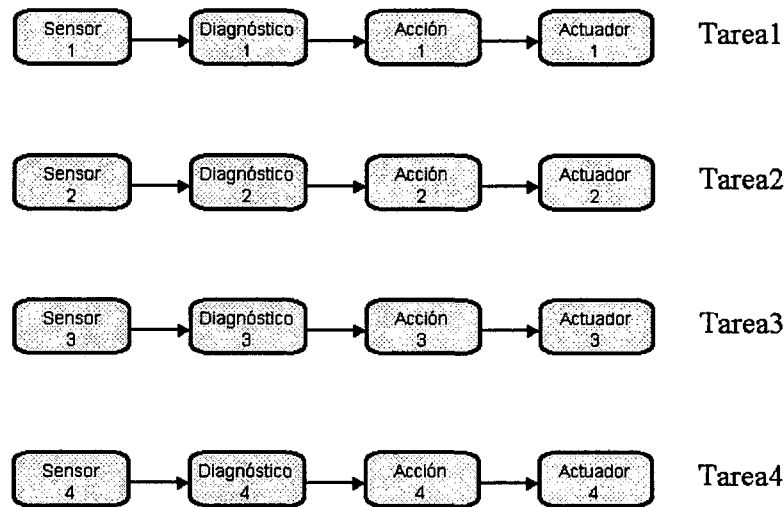 Sensor
1
Diagnóstico
1
Acción
1
Actuador
1
Tarea1
Sensor
2
Diagnóstico
2
Acción
2
Actuador
2
Tarea2
Sensor
3
Diagnóstico
3
Acción
3
Actuador
3
Tarea3
Sensor
4
Diagnóstico
4
Acción
4
Actuador
4
Tarea4